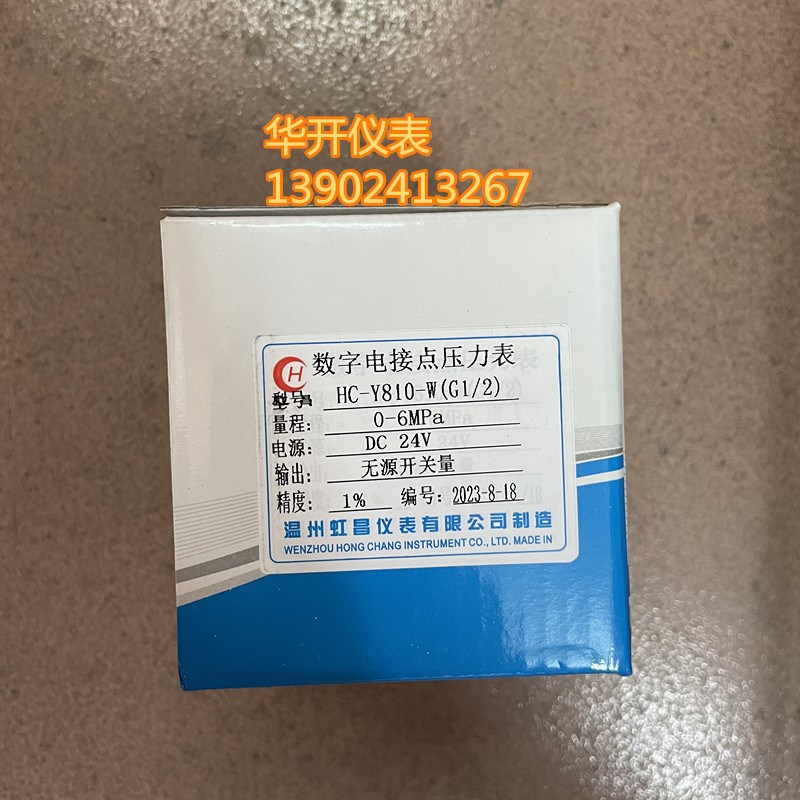 华开仪表
13902413267
H 数字电接点压力表
型号: HC-Y810-W(G1/2)
量程: 0-6MPa
电源: DC 24V
输出: 无源开关量
精度: 1% 编号: 2023-8-18
温州虹昌仪表有限公司制造
WENZHOU HONG CHANG INSTRUMENT CO., LTD. MADE IN